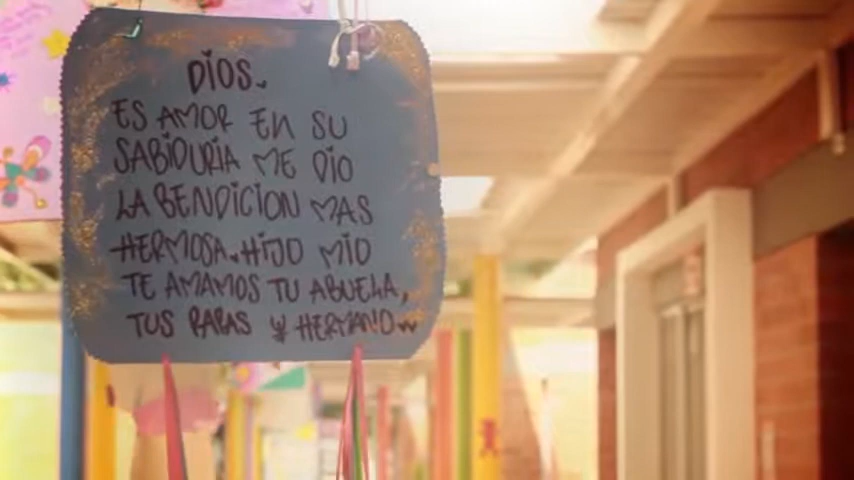 DIOS.
ES AMOR EN SU
SABIDURIA ME DIO
LA BENDICION MAS
HERMOSA. HIJO MIO
TE AMAMOS TU ABUELA,
TUS PAPAS Y HERMANO